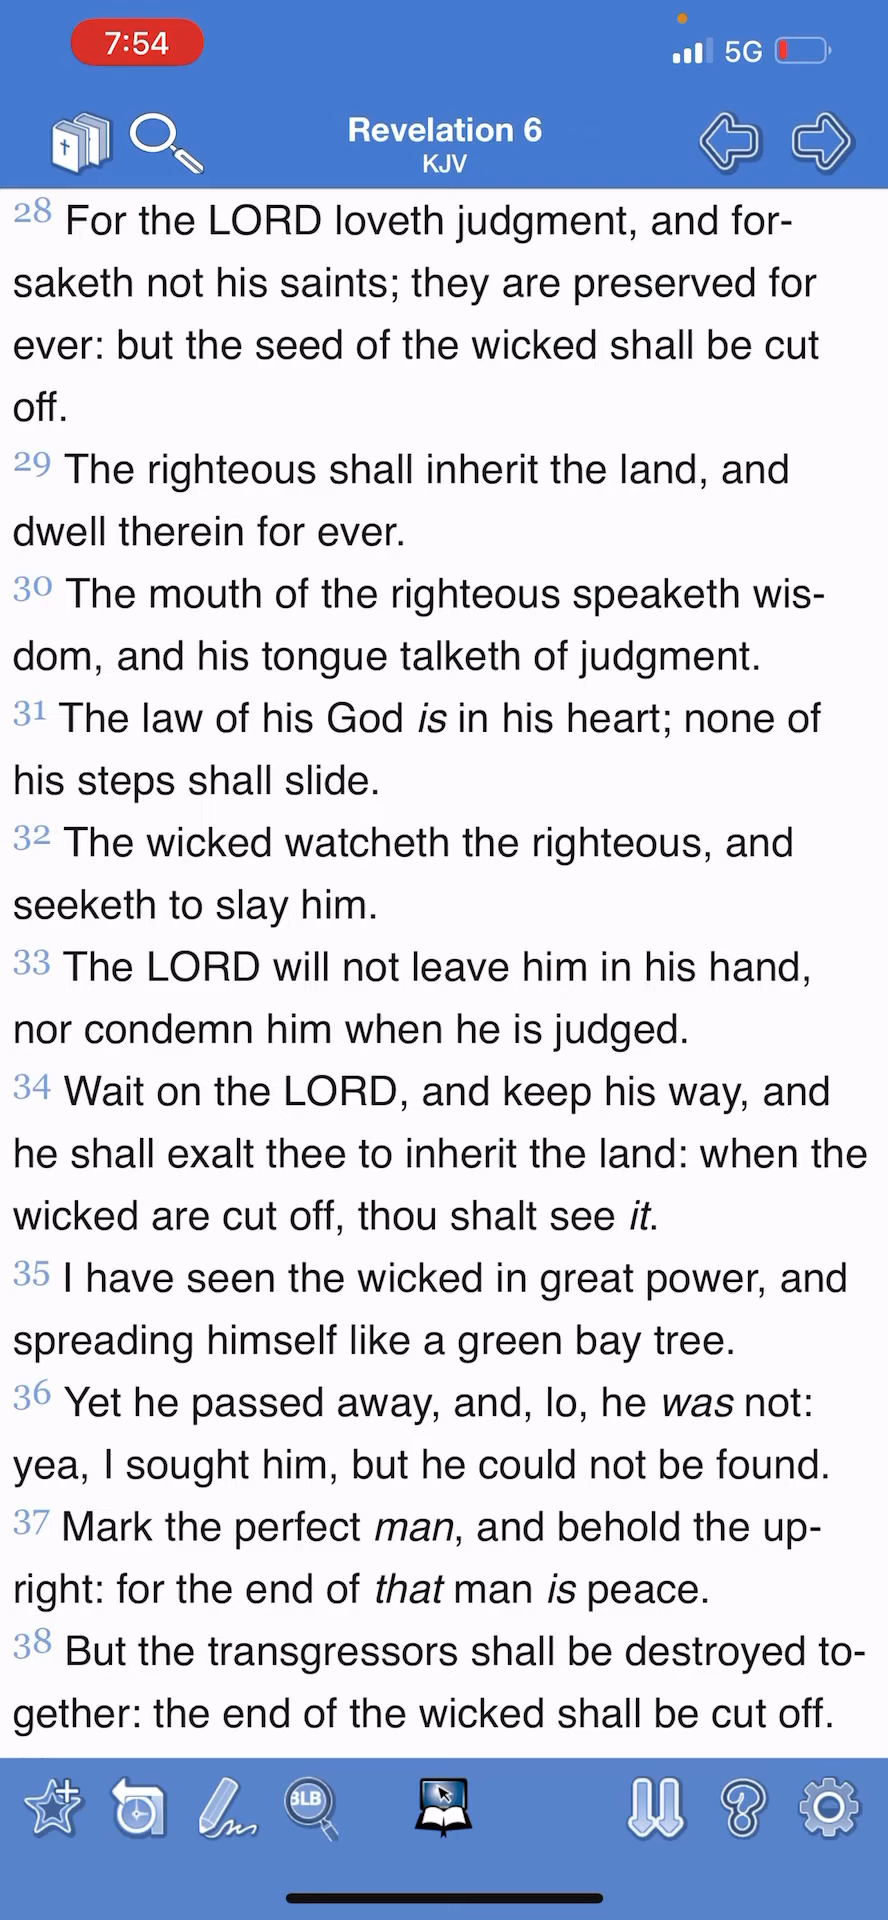 7:54
5G
Revelation 6
KJV
28 For the LORD loveth judgment, and for-
saketh not his saints; they are preserved for
ever: but the seed of the wicked shall be cut
off.
29 The righteous shall inherit the land, and
dwell therein for ever.
30 The mouth of the righteous speaketh wis-
dom, and his tongue talketh of judgment.
31 The law of his God is in his heart; none of
his steps shall slide.
32 The wicked watcheth the righteous, and
seeketh to slay him.
33 The LORD will not leave him in his hand,
nor condemn him when he is judged.
34 Wait on the LORD, and keep his way, and
he shall exalt thee to inherit the land: when the
wicked are cut off, thou shalt see it.
35 I have seen the wicked in great power, and
spreading himself like a green bay tree.
36 Yet he passed away, and, lo, he was not:
yea, I sought him, but he could not be found.
37 Mark the perfect man, and behold the up-
right: for the end of that man is peace.
38 But the transgressors shall be destroyed to-
gether: the end of the wicked shall be cut off.
BLB